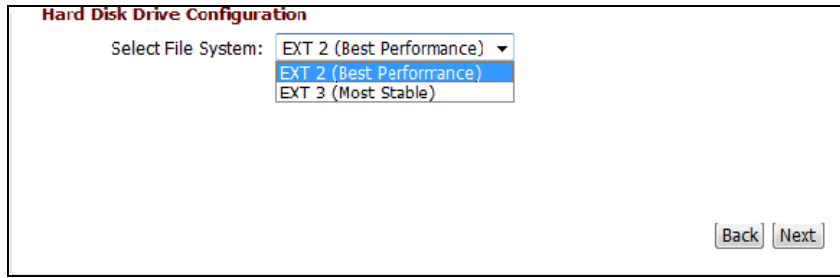 Hard Disk Drive Configuration
Select File System: EXT 2 (Best Performance)
EXT 2 (Best Performance)
EXT 3 (Most Stable)
Back Next